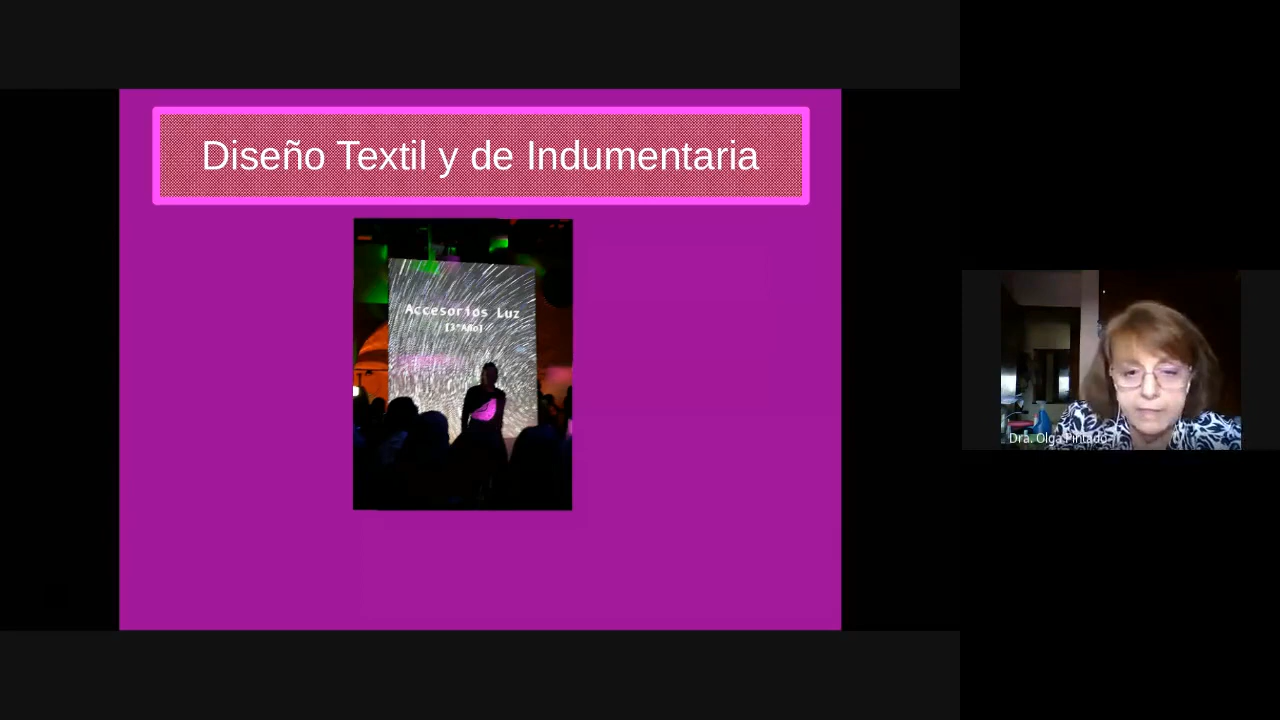 Diseño Textil y de Indumentaria
Accesorios Luz
[3°Año]
Dra. Olga Pintado